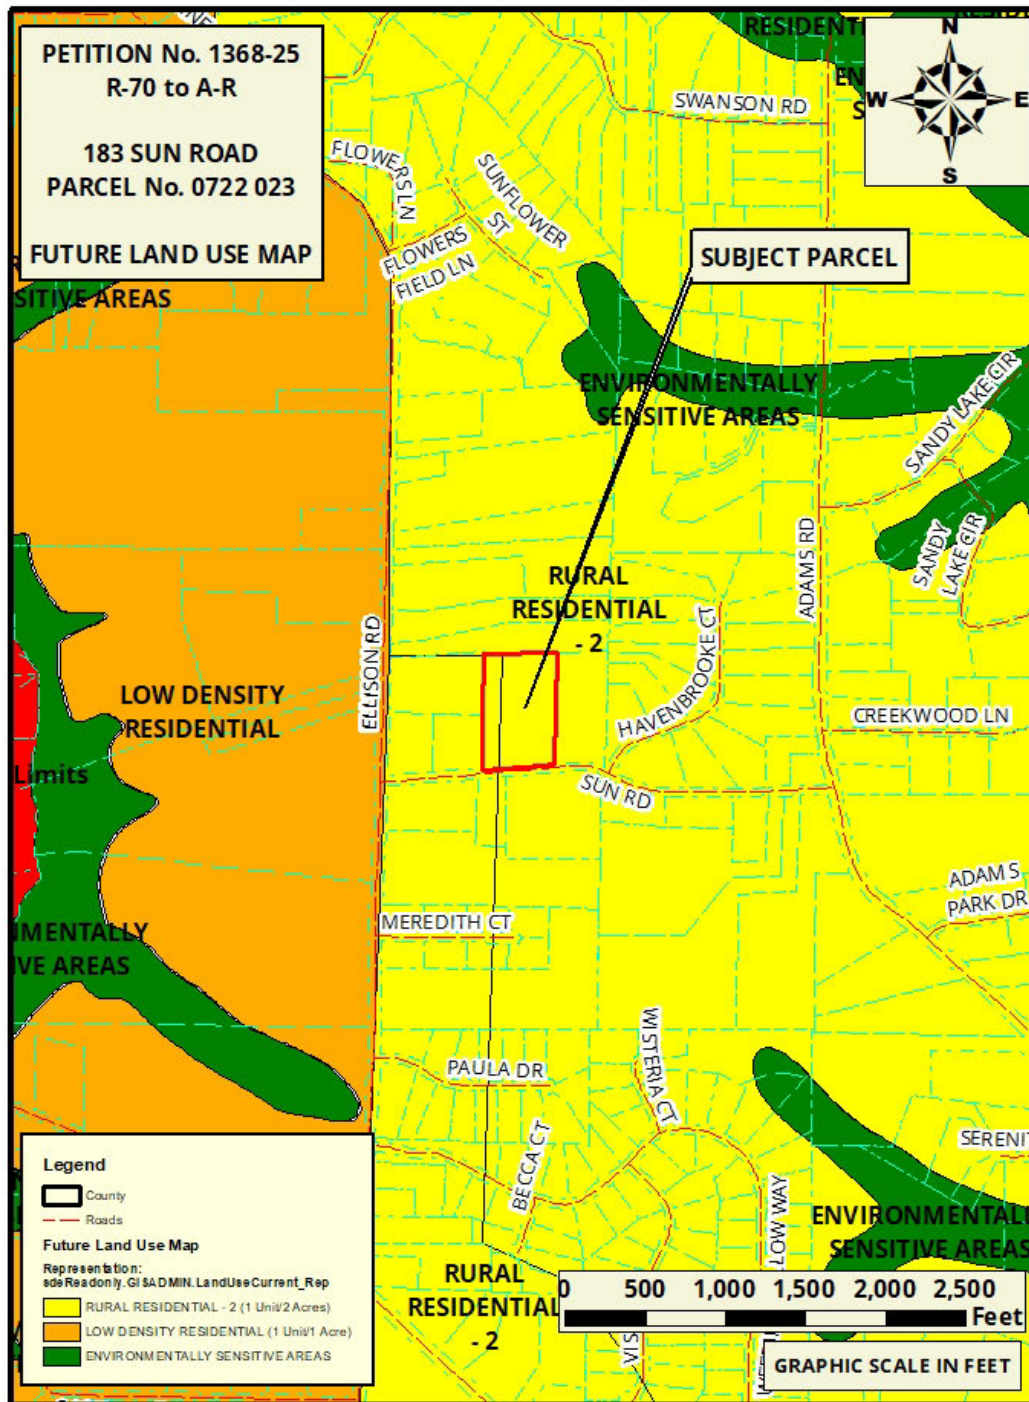 PETITION No. 1368-25
R-70 to A-R
183 SUN ROAD
PARCEL No. 0722 023
FUTURE LAND USE MAP
N
W
E
S
SWANSON RD
FLOWERS LN
SUNFLOWER
ST
FLOWERS
FIELD LN
SUBJECT PARCEL
AREAS
ENVIRONMENTALLY
SENSITIVE AREAS
SANDY LAKE CIR
SANDY
LAKE CIR
ADAMS RD
RURAL
RESIDENTIAL
- 2
ELLISON RD
HAVENBROOKE CT
LOW DENSITY
RESIDENTIAL
CREEKWOOD LN
Limits
SUN RD
ADAMS
PARK DR
MEREDITH CT
AREAS
WISTERIA CT
PAULA DR
BECCA CT
LOW WAY
ENVIRONMENTAL
SENSITIVE AREAS
RURAL
RESIDENTIAL
- 2
Legend
County
Roads
Future Land Use Map
Representation:
sdeReadonly.GISADMIN.LandUseCurrent_Rep
RURAL RESIDENTIAL - 2 (1 Unit/2 Acres)
LOW DENSITY RESIDENTIAL (1 Unit/1 Acre)
ENVIRONMENTALLY SENSITIVE AREAS
0 500 1,000 1,500 2,000 2,500
Feet
GRAPHIC SCALE IN FEET